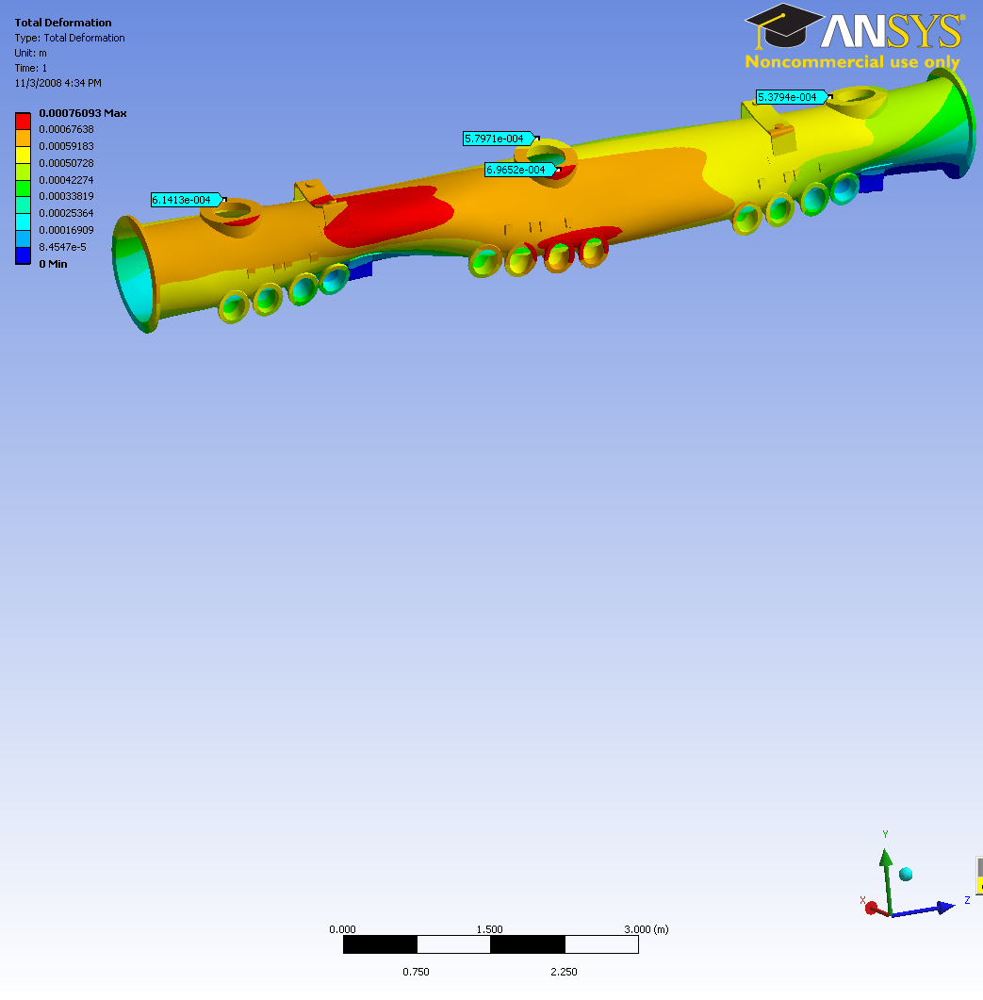 Total Deformation
Type: Total Deformation
Unit: m
Time: 1
11/3/2008 4:34 PM
0.00076093 Max
0.00067638
0.00059183
0.00050728
0.00042274
0.00033819
0.00025364
0.00016909
8.4547e-5
0 Min
ANSYS®
Noncommercial use only
5.3794e-004
5.7971e-004
6.9652e-004
6.1413e-004
Y
X
Z
0.000
1.500
3.000 (m)
0.750
2.250